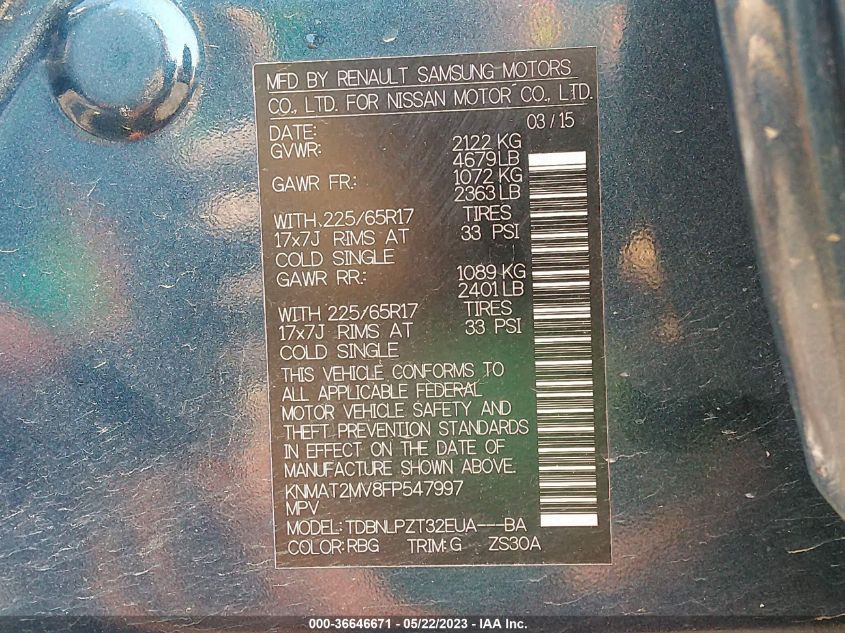 MFD BY RENAULT SAMSUNG MOTORS
CO., LTD. FOR NISSAN MOTOR CO., LTD.
DATE: 03/15
GVWR: 2122 KG
4679LB
GAWR FR.: 1072 KG
2363 LB
WITH.225/65R17 TIRES
17x7J RIMS AT 33 PSI
COLD SINGLE
GAWR RR.: 1089 KG
2401LB
WITH 225/65R17 TIRES
17x7J RIMS AT 33 PSI
COLD SINGLE
THIS VEHICLE CONFORMS TO
ALL APPLICABLE FEDERAL
MOTOR VEHICLE SAFETY AND
THEFT PREVENTION STANDARDS
IN EFFECT ON THE DATE OF
MANUFACTURE SHOWN ABOVE.
KNMAT2MV8FP547997
MPV
MODEL:TDBNLPZT32EUA---BA
COLOR:RBG TRIM:G ZS30A
000-36646671 - 05/22/2023 - IAA Inc.